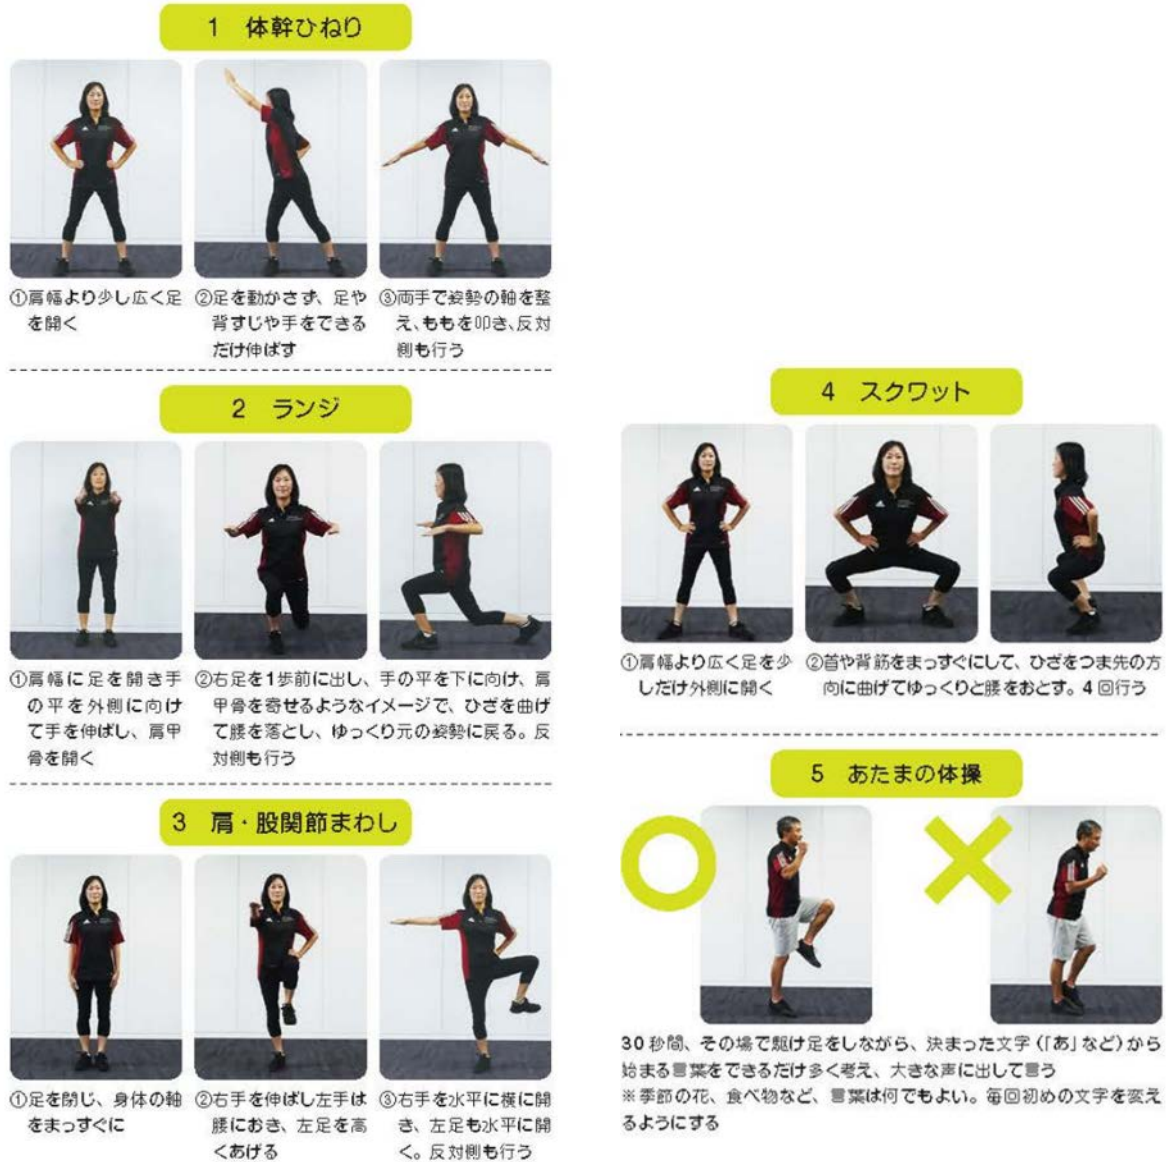 1 体幹ひねり
①肩幅より少し広く足
を開く
②足を動かさず、足や
背すじや手をできる
だけ伸ばす
③両手で姿勢の軸を整
え、ももを叩き、反対
側も行う
2 ランジ
①肩幅に足を開き手
の平を外側に向け
て手を伸ばし、肩甲
骨を開く
②右足を1歩前に出し、手の平を下に向け、肩
甲骨を寄せるようなイメージで、ひざを曲げ
て腰を落とし、ゆっくり元の姿勢に戻る。反
対側も行う
3 肩・股関節まわし
①足を閉じ、身体の軸
をまっすぐに
②右手を伸ばし左手は
腰におき、左足を高
くあげる
③右手を水平に横に開
き、左足も水平に開
く。反対側も行う
4 スクワット
①肩幅より広く足を少
しだけ外側に開く
②首や背筋をまっすぐにして、ひざをつま先の方
向に曲げてゆっくりと腰をおとす。4回行う
5 あたまの体操
30秒間、その場で駆け足をしながら、決まった文字(「あ」など)から
始まる言葉をできるだけ多く考え、大きな声に出して言う
※季節の花、食べ物など、言葉は何でもよい。毎回初めの文字を変え
るようにする